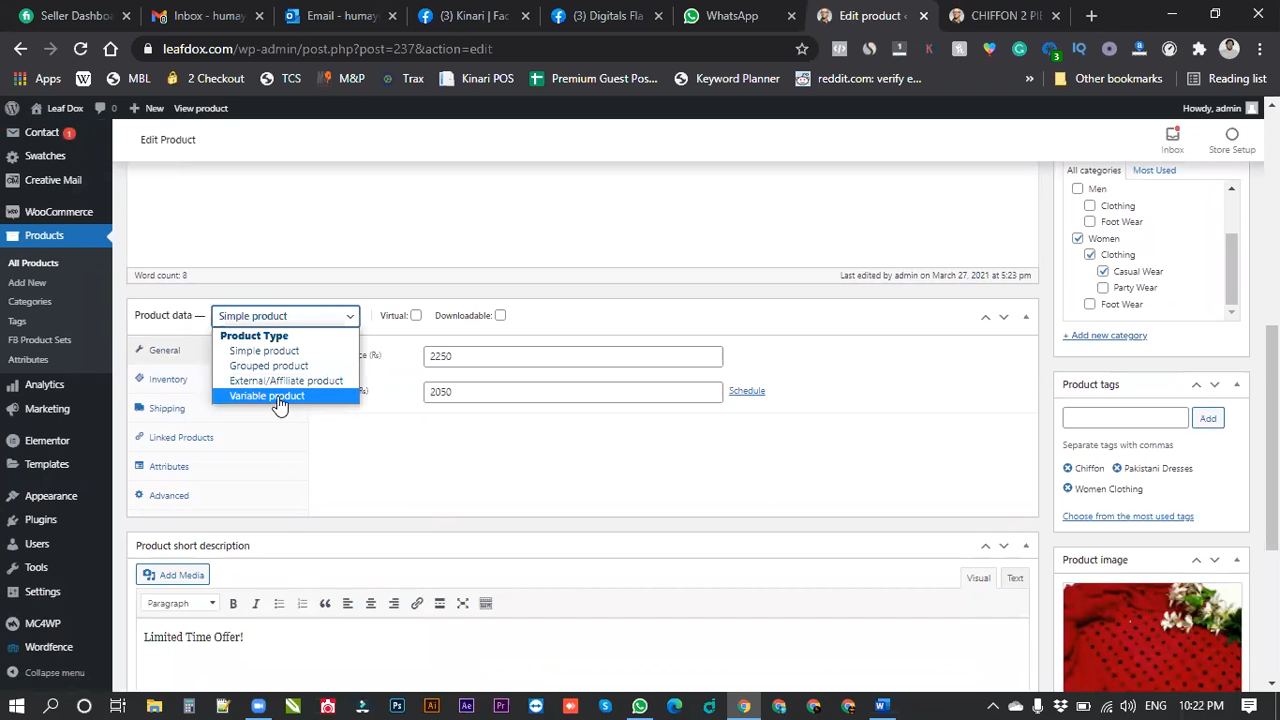 Seller Dashboa
Inbox - humay
Email - humay
(3) Kinari | Fac
(3) Digitals Fla
WhatsApp
Edit product
CHIFFON 2 PIE
leafdox.com/wp-admin/post.php?post=237&action=edit
Apps
MBL
2 Checkout
TCS
M&P
Trax
Kinari POS
Premium Guest Pos...
Keyword Planner
reddit.com: verify e...
»
Other bookmarks
Reading list
Leaf Dox
0
New
View product
Howdy, admin
Contact 1
Swatches
Creative Mail
WooCommerce
Products
All Products
Add New
Categories
Tags
FB Product Sets
Attributes
Analytics
Marketing
Elementor
Templates
Appearance
Plugins
Users
Tools
Settings
MC4WP
Wordfence
Collapse menu
Edit Product
Inbox
Store Setup
Word count: 8
Last edited by admin on March 27, 2021 at 5:23 pm
Product data —
Simple product
Virtual:
Downloadable:
Product Type
Simple product
Grouped product
External/Affiliate product
Variable product
General
Inventory
Shipping
Linked Products
Attributes
Advanced
2250
2050
Schedule
Product short description
Add Media
Visual
Text
Paragraph
B
I
Limited Time Offer!
All categories
Most Used
Men
Clothing
Foot Wear
Women
Clothing
Casual Wear
Party Wear
Foot Wear
+ Add new category
Product tags
Add
Separate tags with commas
Chiffon
Pakistani Dresses
Women Clothing
Choose from the most used tags
Product image
10:22 PM